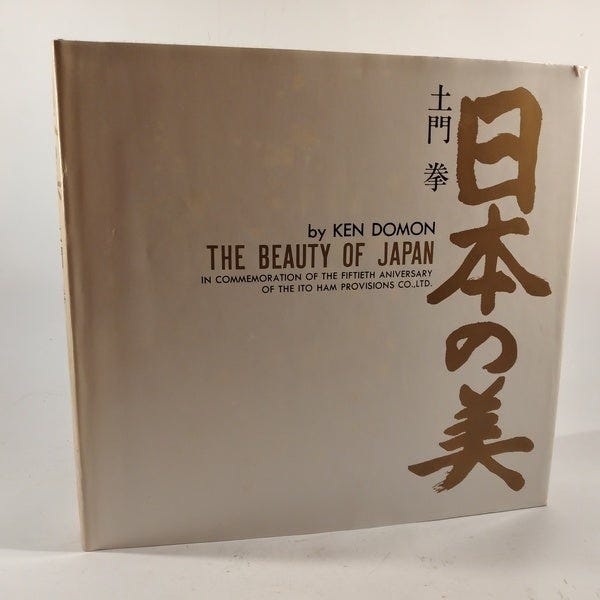 日本の美
土門 拳
by KEN DOMON
THE BEAUTY OF JAPAN
IN COMMEMORATION OF THE FIFTIETH ANIVERSARY
OF THE ITO HAM PROVISIONS CO.,LTD.